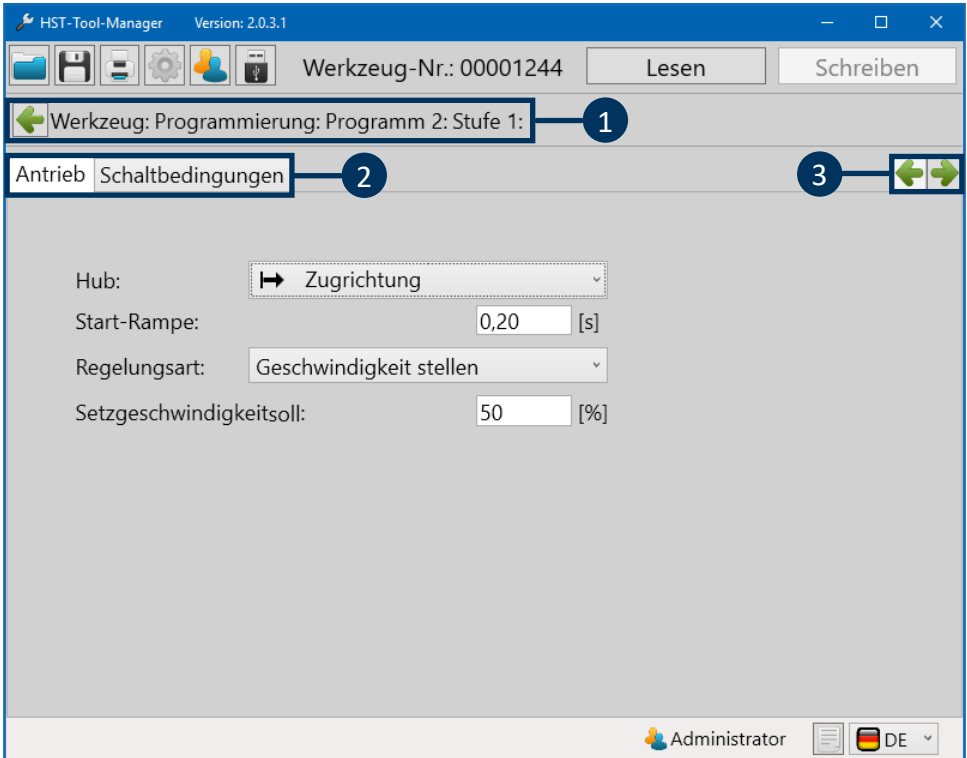 HST-Tool-Manager Version: 2.0.3.1
Werkzeug-Nr.: 00001244 Lesen Schreiben
Werkzeug: Programmierung: Programm 2: Stufe 1: 1
Antrieb Schaltbedingungen 2 3
Hub: Zugrichtung
Start-Rampe: 0,20 [s]
Regelungsart: Geschwindigkeit stellen
Setzgeschwindigkeitsoll: 50 [%]
Administrator DE